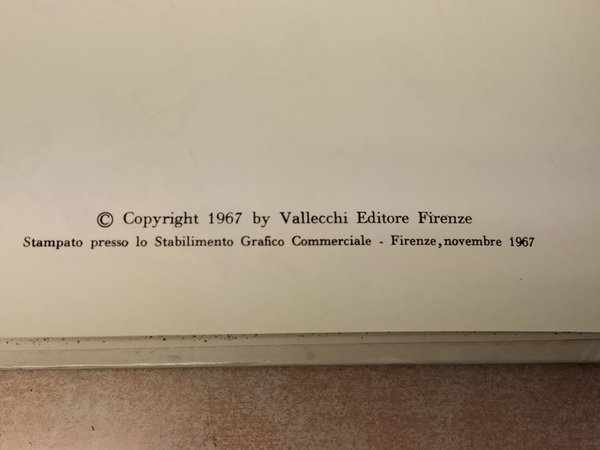 © Copyright 1967 by Vallecchi Editore Firenze
Stampato presso lo Stabilimento Grafico Commerciale - Firenze, novembre 1967